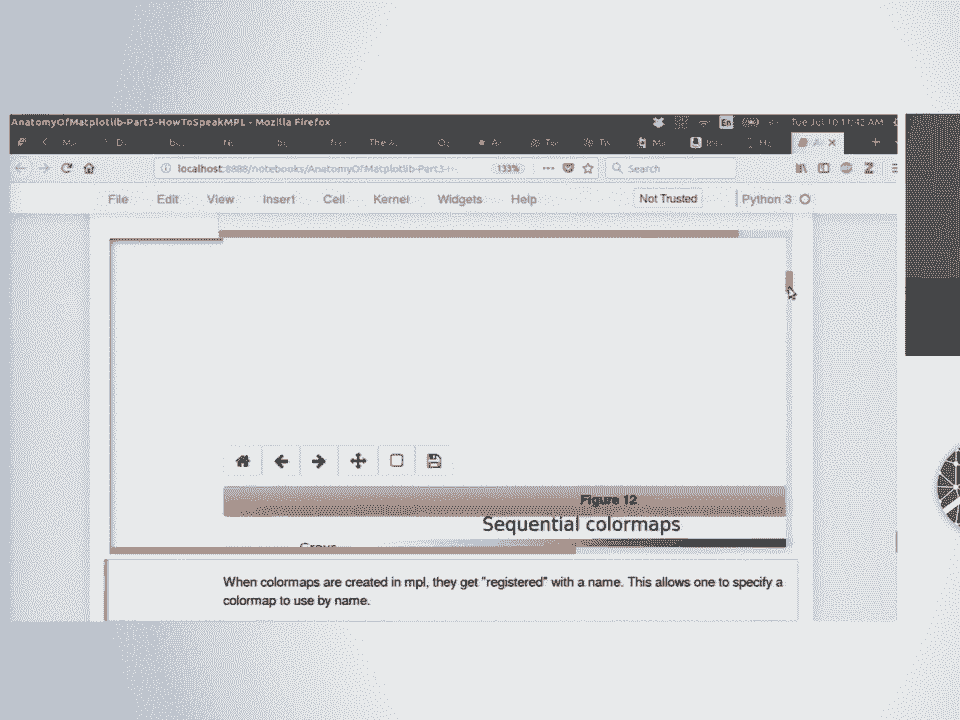 AnatomyOfMatplotlib-Part3-HowToSpeakMPL - Mozilla Firefox
En
Tue Jul 10 11:42 AM
The A
localhost:8888/notebooks/AnatomyOfMatplotlib-Part3-H
133%
Search
Z
File Edit View Insert Cell Kernel Widgets Help Not Trusted Python 3
Figure 12
Sequential colormaps
Greys
When colormaps are created in mpl, they get "registered" with a name. This allows one to specify a
colormap to use by name.